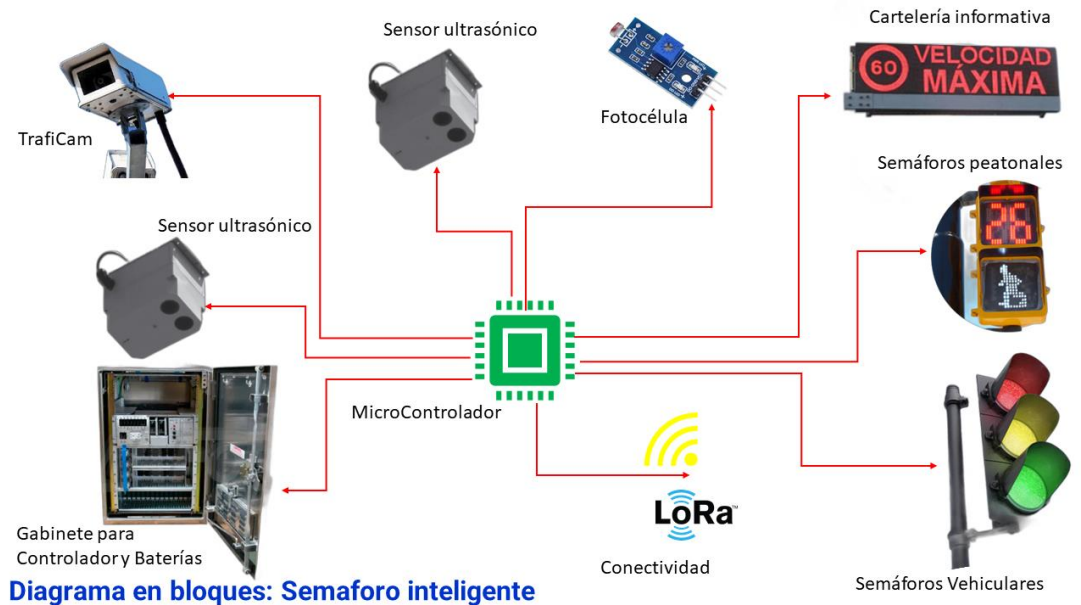 Sensor ultrasónico
Cartelería informativa
60 VELOCIDAD
MÁXIMA
TrafiCam
Fotocélula
Semáforos peatonales
26
Sensor ultrasónico
MicroControlador
LoRa™
Gabinete para
Controlador y Baterías
Conectividad
Semáforos Vehiculares
Diagrama en bloques: Semaforo inteligente